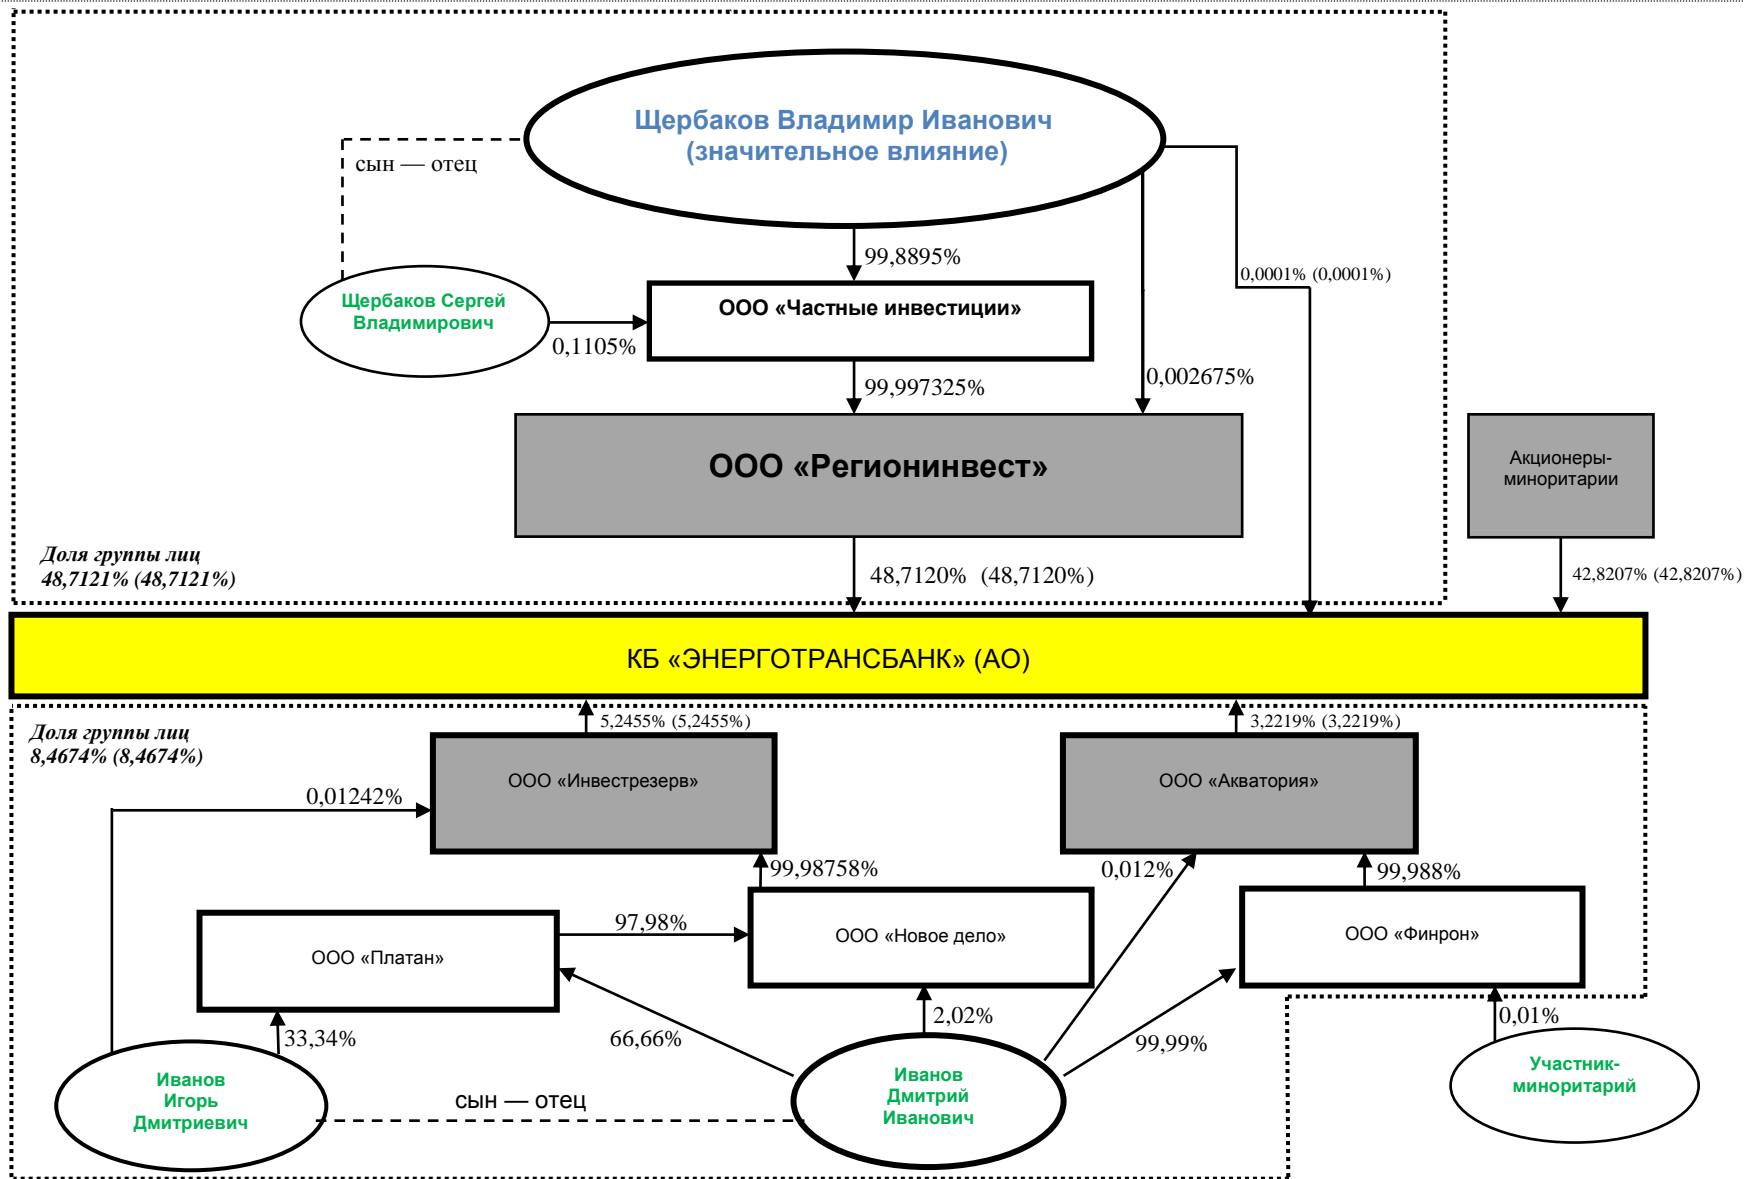 Щербаков Владимир Иванович
(значительное влияние)
сын — отец
99,8895%
0,0001% (0,0001%)
Щербаков Сергей
Владимирович
ООО «Частные инвестиции»
0,1105%
99,997325%
0,002675%
ООО «Регионинвест»
Акционеры-
миноритарии
Доля группы лиц
48,7121% (48,7121%)
48,7120% (48,7120%)
42,8207% (42,8207%)
КБ «ЭНЕРГОТРАНСБАНК» (АО)
Доля группы лиц
8,4674% (8,4674%)
5,2455% (5,2455%)
3,2219% (3,2219%)
ООО «Инвестрезерв»
ООО «Акватория»
0,01242%
99,98758%
0,012%
99,988%
97,98%
ООО «Платан»
ООО «Новое дело»
ООО «Финрон»
33,34%
66,66%
2,02%
99,99%
0,01%
Иванов
Игорь
Дмитриевич
сын — отец
Иванов
Дмитрий
Иванович
Участник-
миноритарий